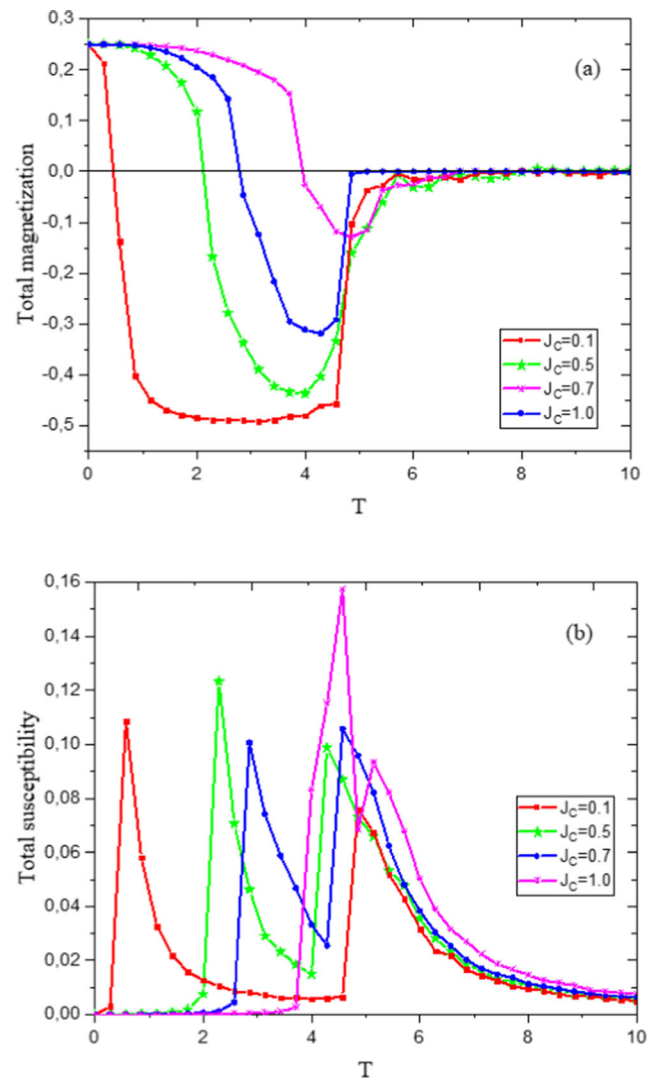 0,3
(a)
0,2
0,1
0,0
-0,1
-0,2
-0,3
-0,4
-0,5
Total magnetization
J_C=0.1
J_C=0.5
J_C=0.7
J_C=1.0
0 2 4 6 8 10
T
0,16
(b)
0,14
0,12
0,10
0,08
0,06
0,04
0,02
0,00
Total susceptibility
J_C=0.1
J_C=0.5
J_C=0.7
J_C=1.0
0 2 4 6 8 10
T